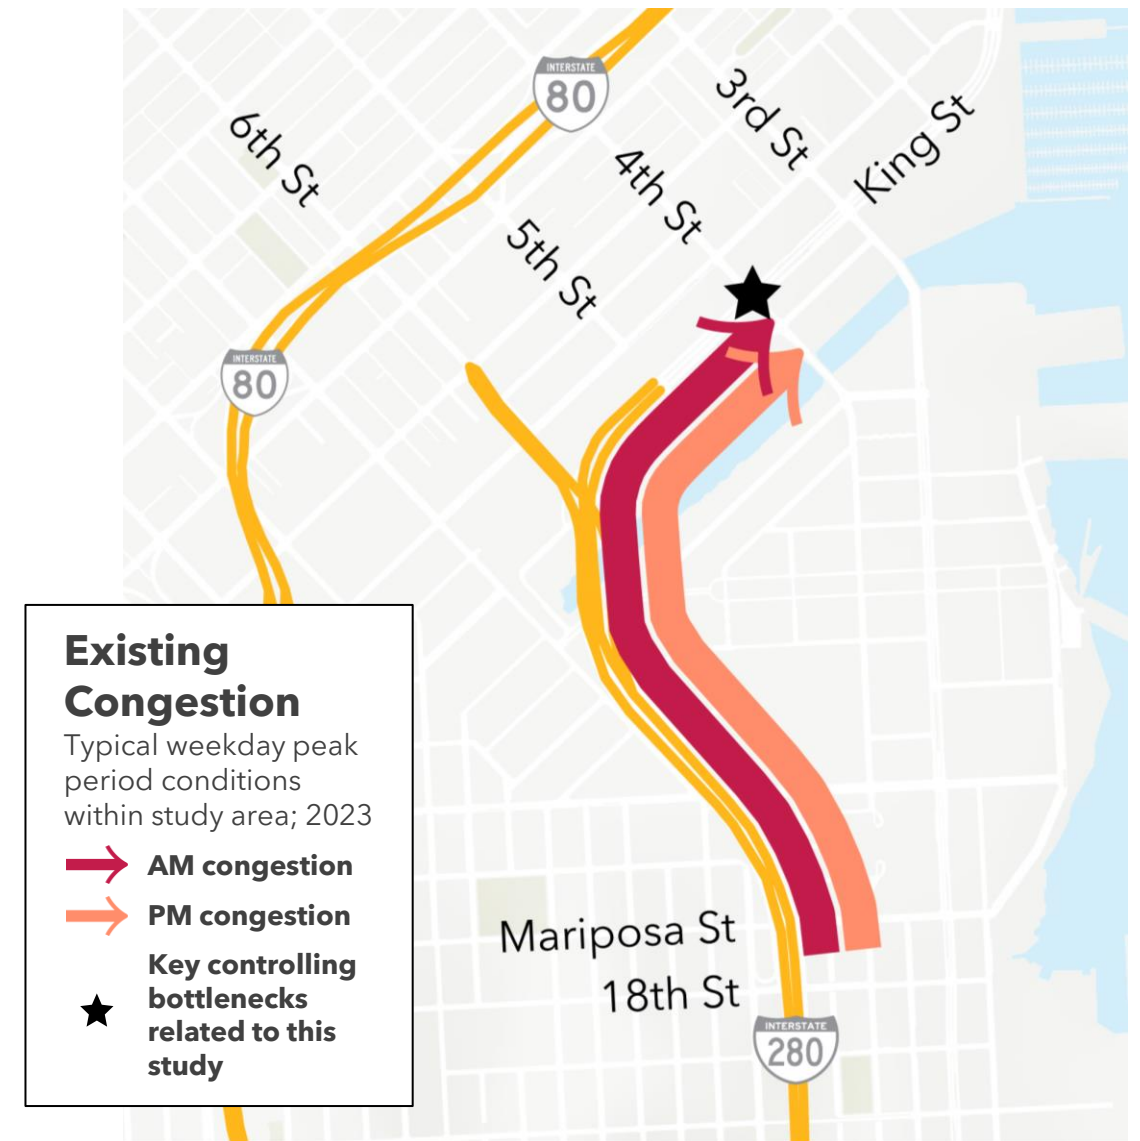 INTERSTATE
80
3rd St
King St
6th St
4th St
5th St
INTERSTATE
80
Existing
Congestion
Typical weekday peak
period conditions
within study area; 2023
AM congestion
PM congestion
Key controlling
bottlenecks
related to this
study
Mariposa St
18th St
INTERSTATE
280